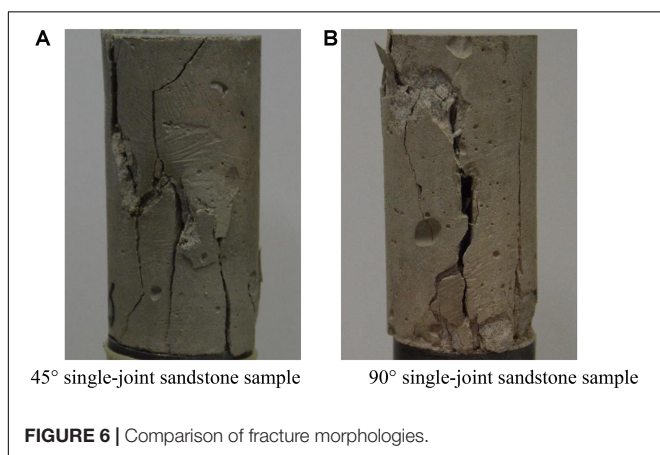 A
B
45° single-joint sandstone sample
90° single-joint sandstone sample
FIGURE 6 | Comparison of fracture morphologies.